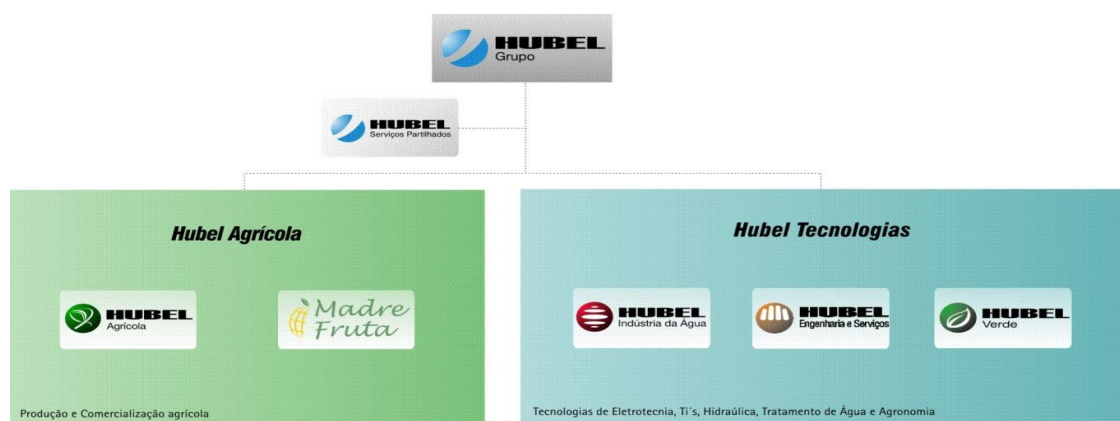 HUBEL
Grupo
HUBEL
Serviços Partilhados
Hubel Agrícola
HUBEL
Agrícola
Madre
Fruta
Produção e Comercialização agrícola
Hubel Tecnologias
HUBEL
Indústria da Água
HUBEL
Engenharia e Serviços
HUBEL
Verde
Tecnologias de Eletrotecnia, Ti´s, Hidraúlica, Tratamento de Água e Agronomia